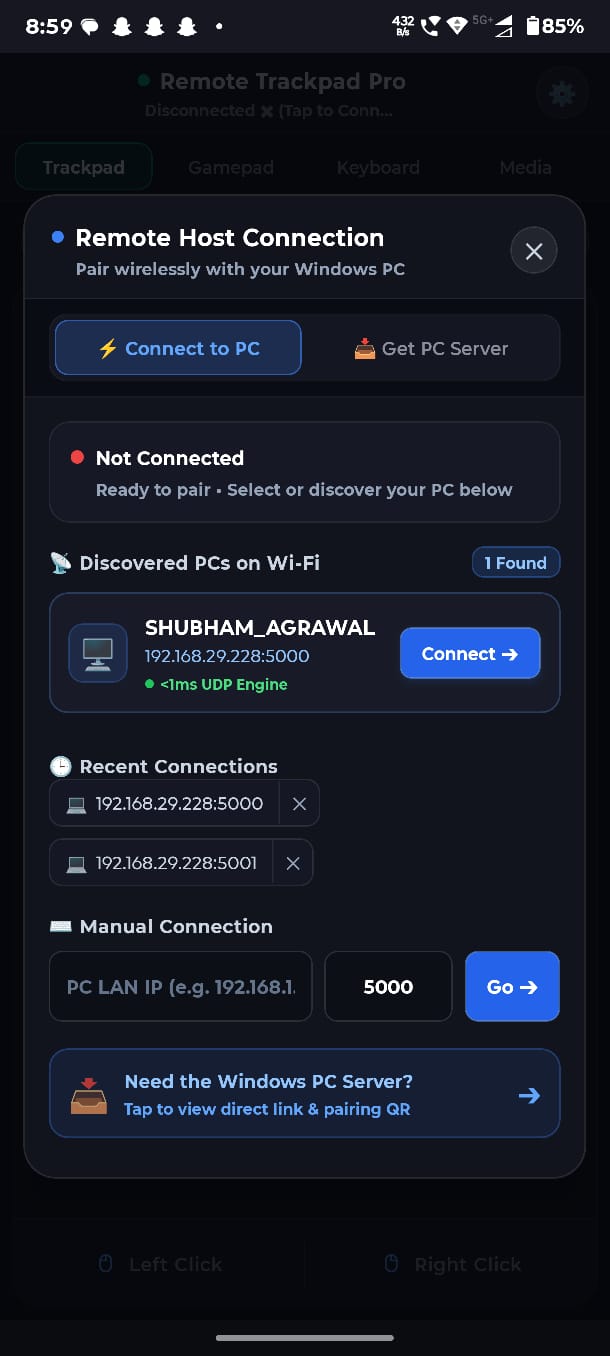 8:59
432 B/s
5G+
85%
Remote Trackpad Pro
Disconnected ✖ (Tap to Conn...
Trackpad
Gamepad
Keyboard
Media
Remote Host Connection
Pair wirelessly with your Windows PC
⚡ Connect to PC
📥 Get PC Server
Not Connected
Ready to pair • Select or discover your PC below
📡 Discovered PCs on Wi-Fi
1 Found
SHUBHAM_AGRAWAL
192.168.29.228:5000
Connect →
<1ms UDP Engine
🕒 Recent Connections
192.168.29.228:5000
192.168.29.228:5001
⌨️ Manual Connection
PC LAN IP (e.g. 192.168.1.
5000
Go →
Need the Windows PC Server?
Tap to view direct link & pairing QR
Left Click
Right Click